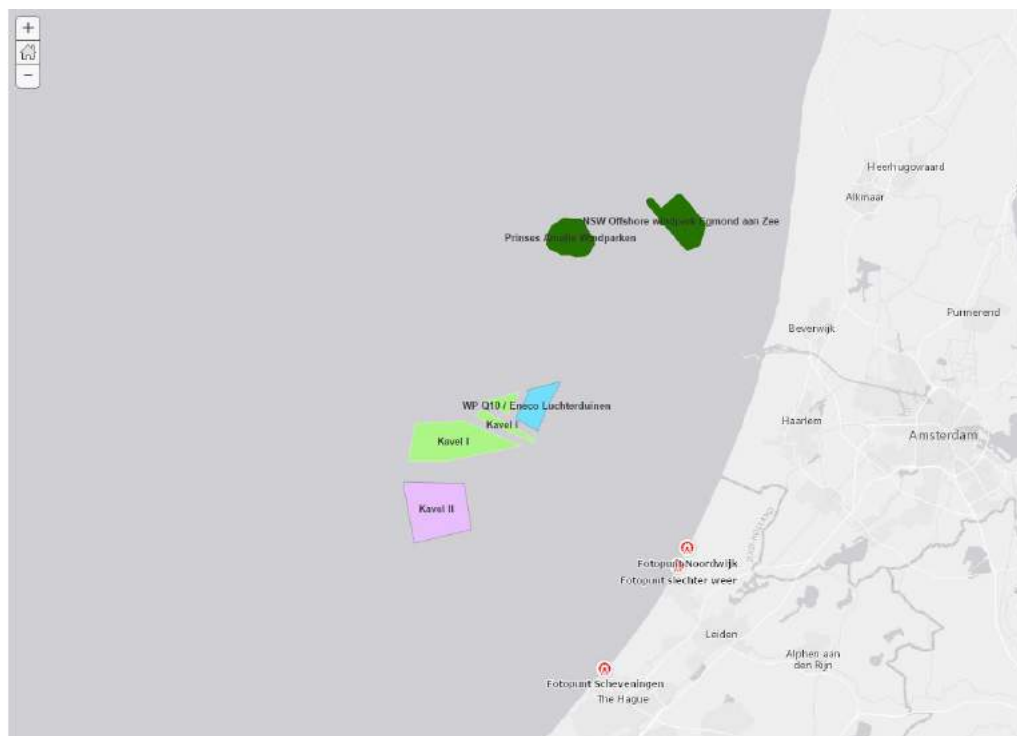 +
−
Heerhugowaard
Alkmaar
NSW Offshore windpark Egmond aan Zee
Prinses Amalia Windparken
Purmerend
Beverwijk
WP Q10 / Eneco Luchterduinen
Haarlem
Kavel I
Amsterdam
Kavel I
Kavel II
Fotopunt Noordwijk
Fotopunt slechter weer
Leiden
Alphen aan
den Rijn
Fotopunt Scheveningen
The Hague